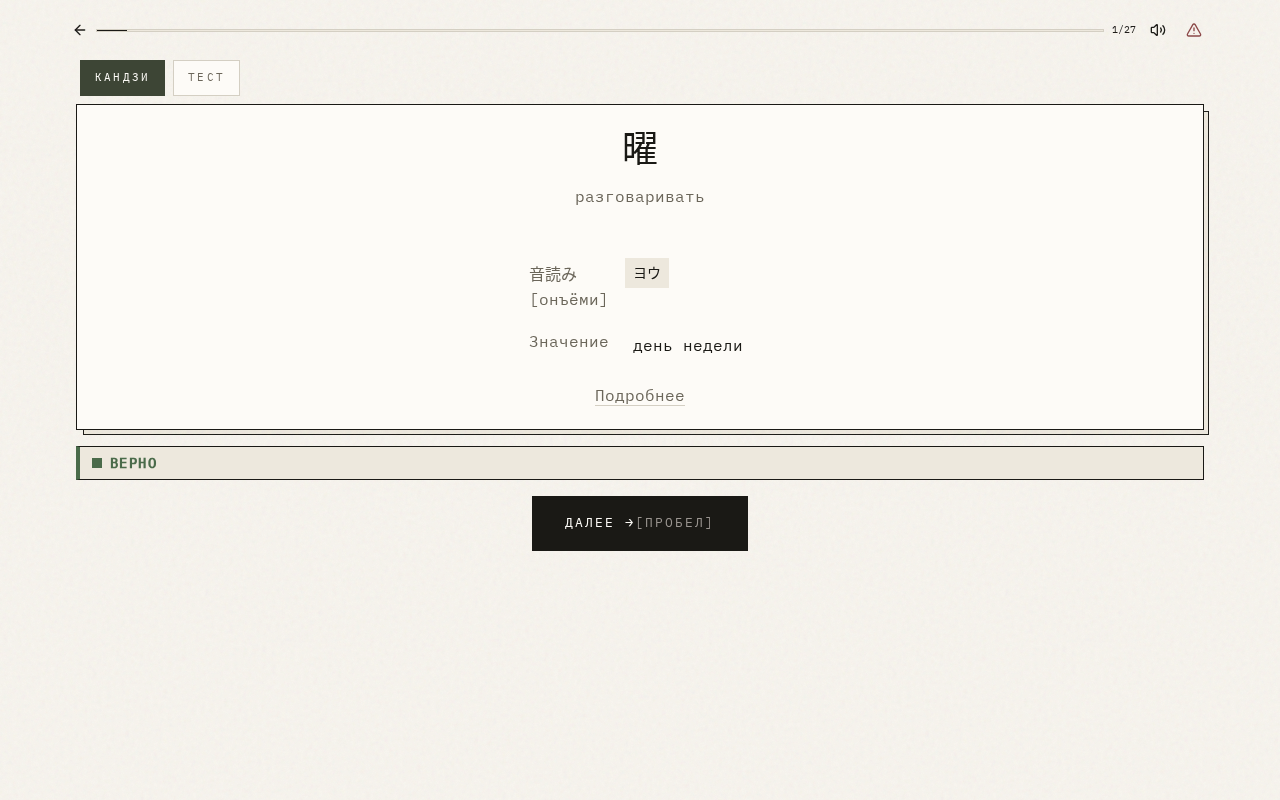 1/27
КАНДЗИ
ТЕСТ
曜
разговаривать
音読み ヨウ
[онъёми]
Значение день недели
Подробнее
ВЕРНО
ДАЛЕЕ →[ПРОБЕЛ]